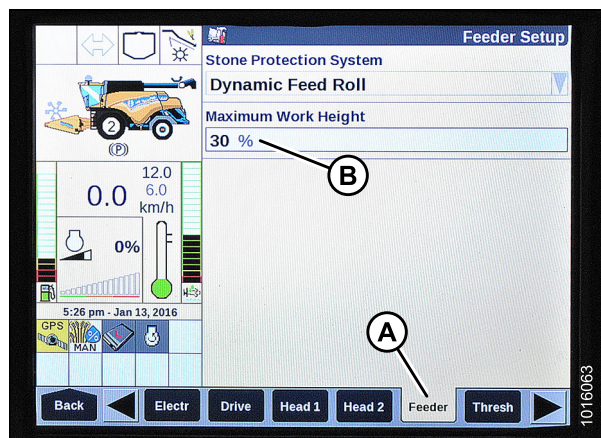 Feeder Setup
Stone Protection System
Dynamic Feed Roll
Maximum Work Height
30 %
B
2
(P)
12.0
6.0
0.0
km/h
0%
5:26 pm - Jan 13, 2016
GPS
MAN
A
Back
Electr
Drive
Head 1
Head 2
Feeder
Thresh
1016063